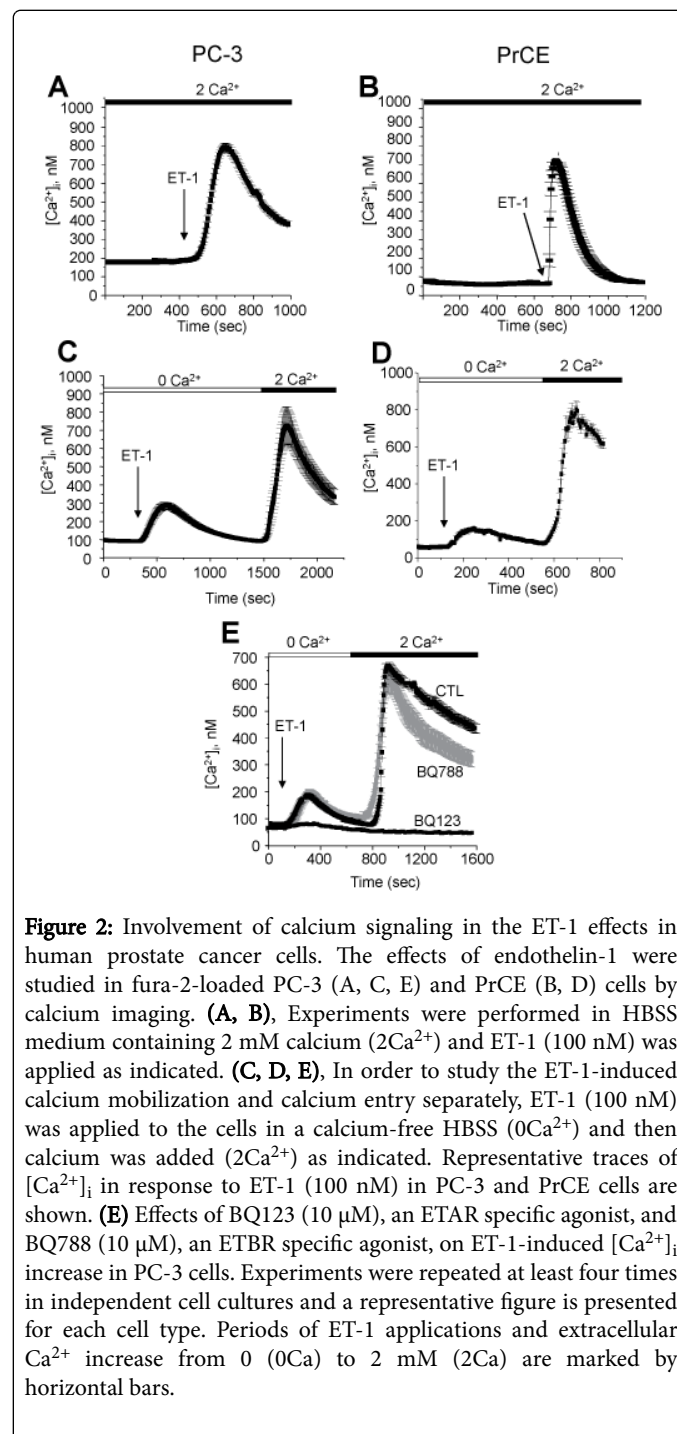 PC-3
PrCE
A
2 Ca²⁺
1000
900
800
700
600
500
400
300
200
100
0
[Ca²⁺]i, nM
ET-1
0 200 400 600 800 1000
Time (sec)
B
2 Ca²⁺
1000
900
800
700
600
500
400
300
200
100
0
[Ca²⁺]i, nM
ET-1
0 200 400 600 800 1000 1200
Time (sec)
C
0 Ca²⁺ 2 Ca²⁺
1000
900
800
700
600
500
400
300
200
100
0
[Ca²⁺]i, nM
ET-1
0 500 1000 1500 2000
Time (sec)
D
0 Ca²⁺ 2 Ca²⁺
1000
800
600
400
200
0
[Ca²⁺]i, nM
ET-1
0 200 400 600 800
Time (sec)
E
0 Ca²⁺ 2 Ca²⁺
700
600
500
400
300
200
100
0
[Ca²⁺]i, nM
ET-1
CTL
BQ788
BQ123
0 400 800 1200 1600
Time (sec)
Figure 2: Involvement of calcium signaling in the ET-1 effects in
human prostate cancer cells. The effects of endothelin-1 were
studied in fura-2-loaded PC-3 (A, C, E) and PrCE (B, D) cells by
calcium imaging. (A, B), Experiments were performed in HBSS
medium containing 2 mM calcium (2Ca²⁺) and ET-1 (100 nM) was
applied as indicated. (C, D, E), In order to study the ET-1-induced
calcium mobilization and calcium entry separately, ET-1 (100 nM)
was applied to the cells in a calcium-free HBSS (0Ca²⁺) and then
calcium was added (2Ca²⁺) as indicated. Representative traces of
[Ca²⁺]i in response to ET-1 (100 nM) in PC-3 and PrCE cells are
shown. (E) Effects of BQ123 (10 μM), an ETAR specific agonist, and
BQ788 (10 μM), an ETBR specific agonist, on ET-1-induced [Ca²⁺]i
increase in PC-3 cells. Experiments were repeated at least four times
in independent cell cultures and a representative figure is presented
for each cell type. Periods of ET-1 applications and extracellular
Ca²⁺ increase from 0 (0Ca) to 2 mM (2Ca) are marked by
horizontal bars.